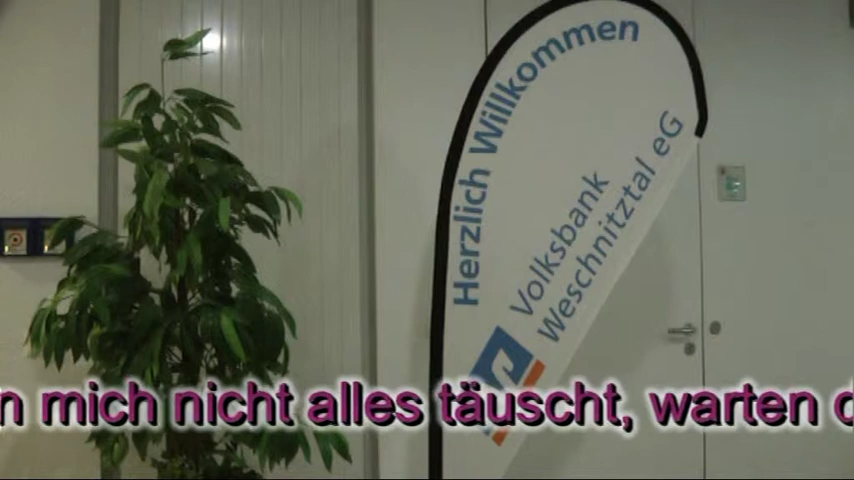 Herzlich Willkommen
Volksbank
Weschnitztal eG
n mich nicht alles täuscht, warten d